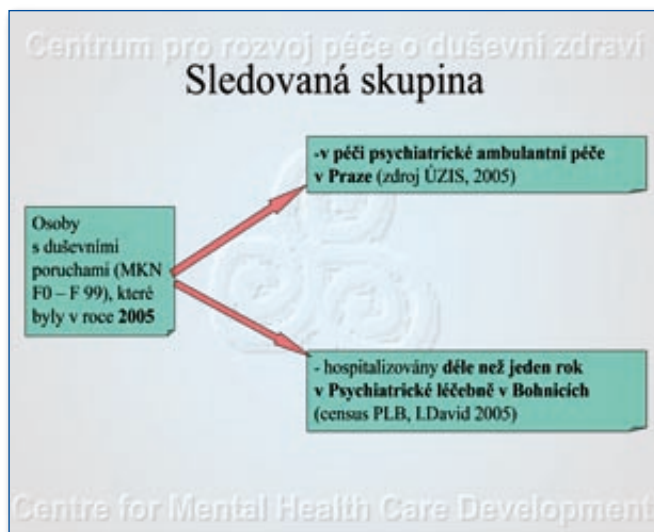 Centrum pro rozvoj péče o duševní zdraví
Sledovaná skupina
-v péči psychiatrické ambulantní péče
v Praze (zdroj ÚZIS, 2005)
Osoby
s duševními
poruchami (MKN
F0 – F 99), které
byly v roce 2005
- hospitalizovány déle než jeden rok
v Psychiatrické léčebně v Bohnicích
(census PLB, I.David 2005)
Centre for Mental Health Care Development